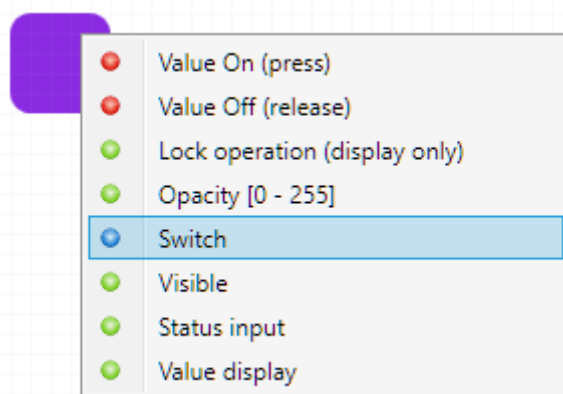 Value On (press)
Value Off (release)
Lock operation (display only)
Opacity [0 - 255]
Switch
Visible
Status input
Value display